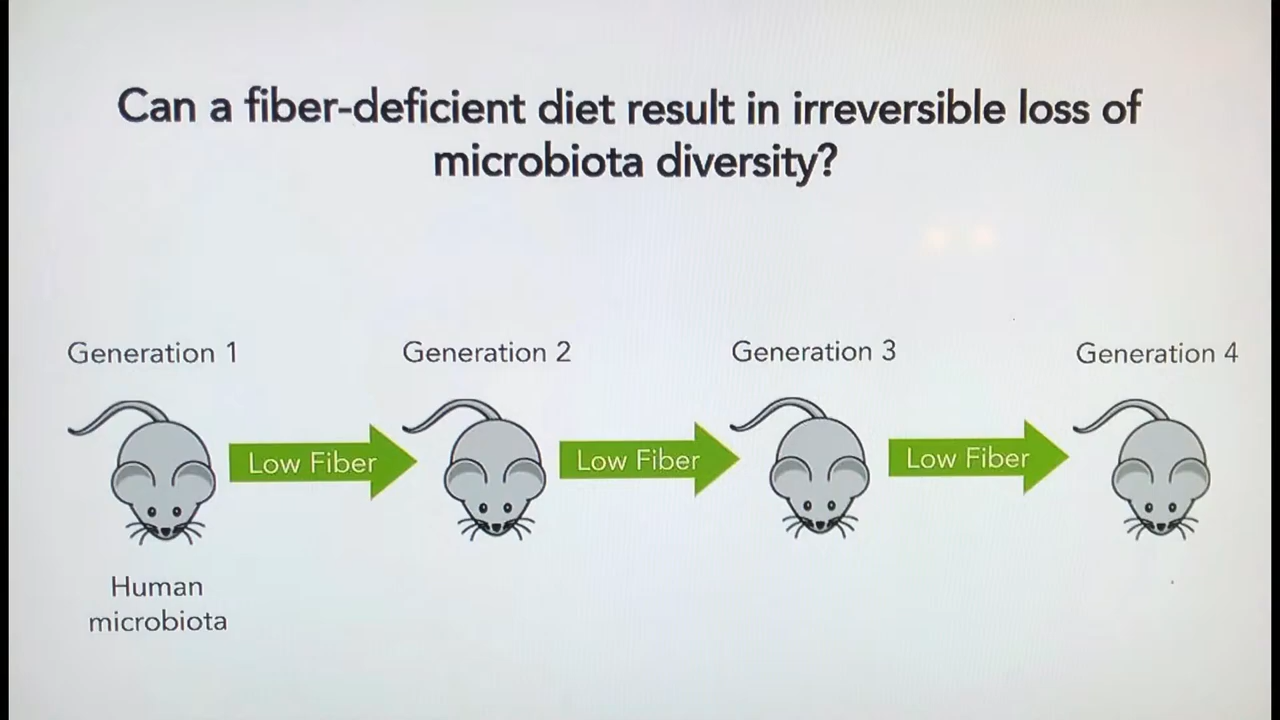 Can a fiber-deficient diet result in irreversible loss of
microbiota diversity?
Generation 1
Generation 2
Generation 3
Generation 4
Low Fiber
Low Fiber
Low Fiber
Human
microbiota